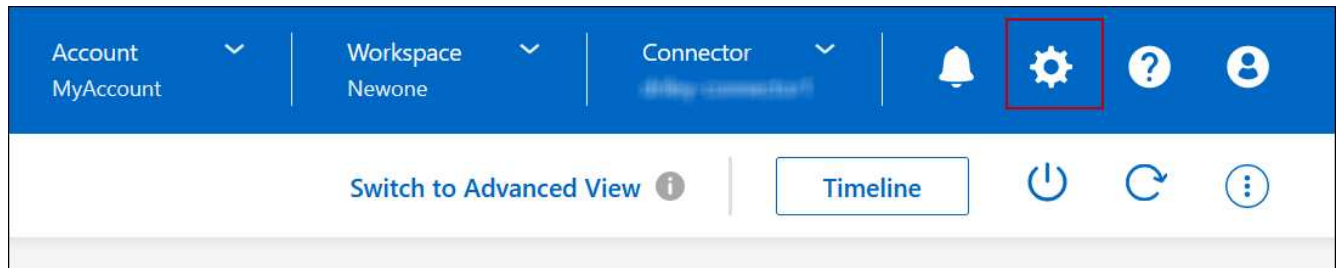 Account
MyAccount
Workspace
Newone
Connector
Switch to Advanced View
Timeline